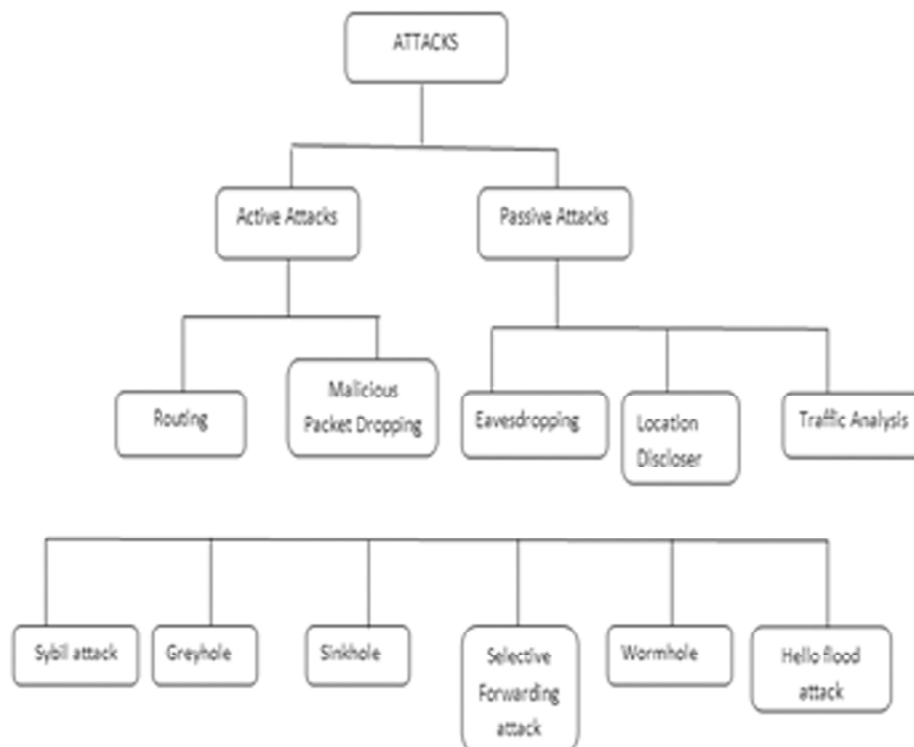 ATTACKS
Active Attacks
Passive Attacks
Routing
Malicious
Packet Dropping
Eavesdropping
Location
Discloser
Traffic Analysis
Sybil attack
Greyhole
Sinkhole
Selective
Forwarding
attack
Wormhole
Hello flood
attack